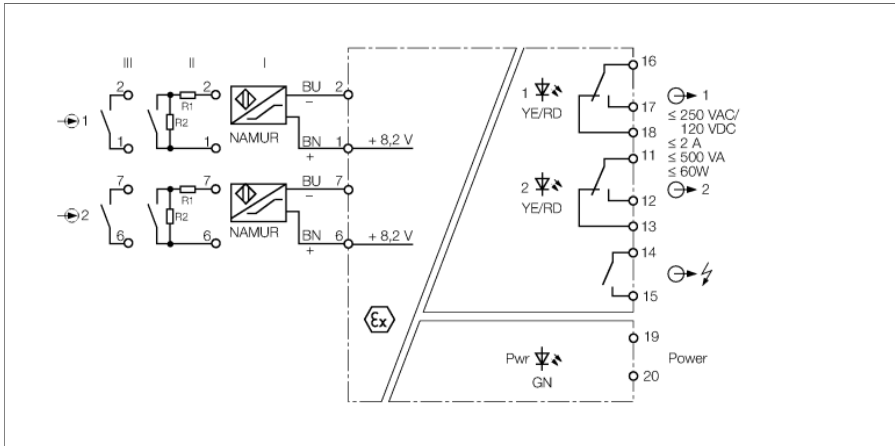 III
II
I
2
R1
R2
1
2
1
1
NAMUR
BU
–
2
BN
+
1
+ 8,2 V
7
R1
R2
6
7
6
2
NAMUR
BU
–
7
BN
+
6
+ 8,2 V
Ex
1
YE/RD
16
17
18
1
≤ 250 VAC/
120 VDC
≤ 2 A
≤ 500 VA
≤ 60W
2
2
YE/RD
11
12
13
14
15
Pwr
GN
19
20
Power